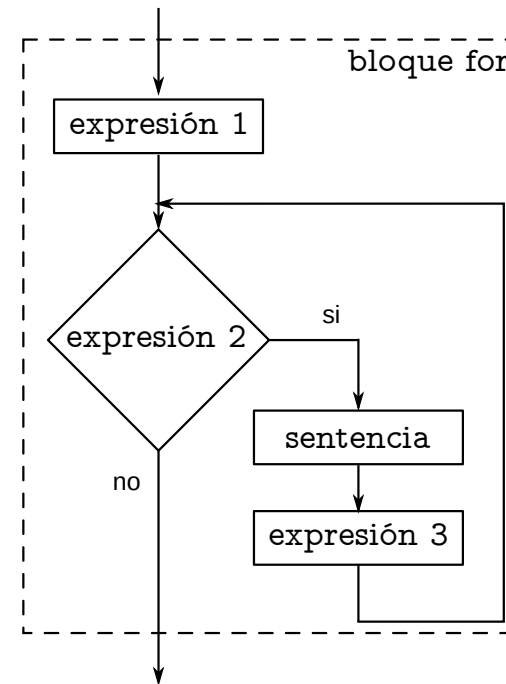 bloque for
expresión 1
expresión 2
si
sentencia
no
expresión 3